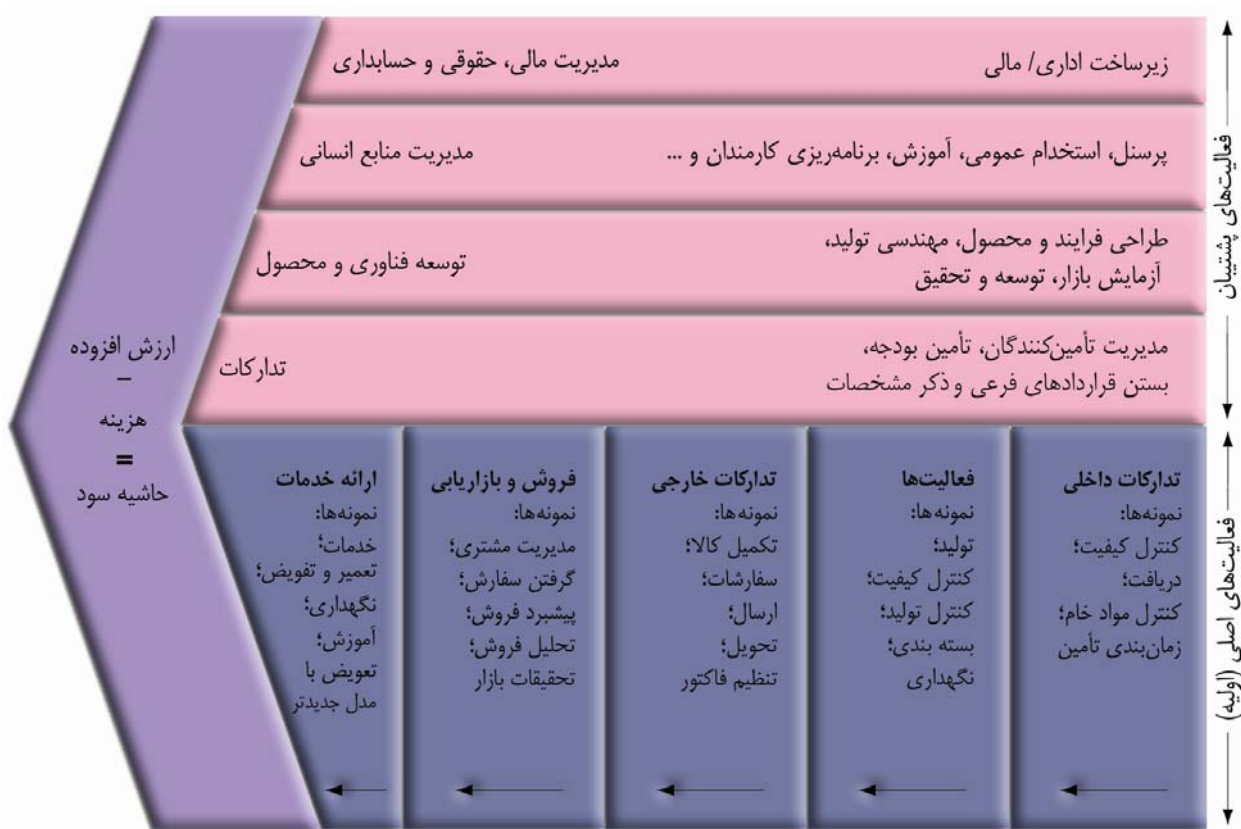 زیرساخت اداری/ مالی
مدیریت مالی، حقوقی و حسابداری
پرسنل، استخدام عمومی، آموزش، برنامه‌ریزی کارمندان و ...
مدیریت منابع انسانی
طراحی فرایند و محصول، مهندسی تولید،
آزمایش بازار، توسعه و تحقیق
توسعه فناوری و محصول
مدیریت تأمین‌کنندگان، تأمین بودجه،
بستن قراردادهای فرعی و ذکر مشخصات
تدارکات
فعالیت‌های پشتیبان
فعالیت‌های اصلی (اولیه)
تدارکات داخلی
نمونه‌ها:
کنترل کیفیت؛
دریافت؛
کنترل مواد خام؛
زمان‌بندی تأمین
فعالیت‌ها
نمونه‌ها:
تولید؛
کنترل کیفیت؛
کنترل تولید؛
بسته بندی؛
نگهداری
تدارکات خارجی
نمونه‌ها:
تکمیل کالا؛
سفارشات؛
ارسال؛
تحویل؛
تنظیم فاکتور
فروش و بازاریابی
نمونه‌ها:
مدیریت مشتری؛
گرفتن سفارش؛
پیشبرد فروش؛
تحلیل فروش؛
تحقیقات بازار
ارائه خدمات
نمونه‌ها:
خدمات؛
تعمیر و تفویض؛
نگهداری؛
آموزش؛
تعویض با
مدل جدیدتر
ارزش افزوده
–
هزینه
=
حاشیه سود